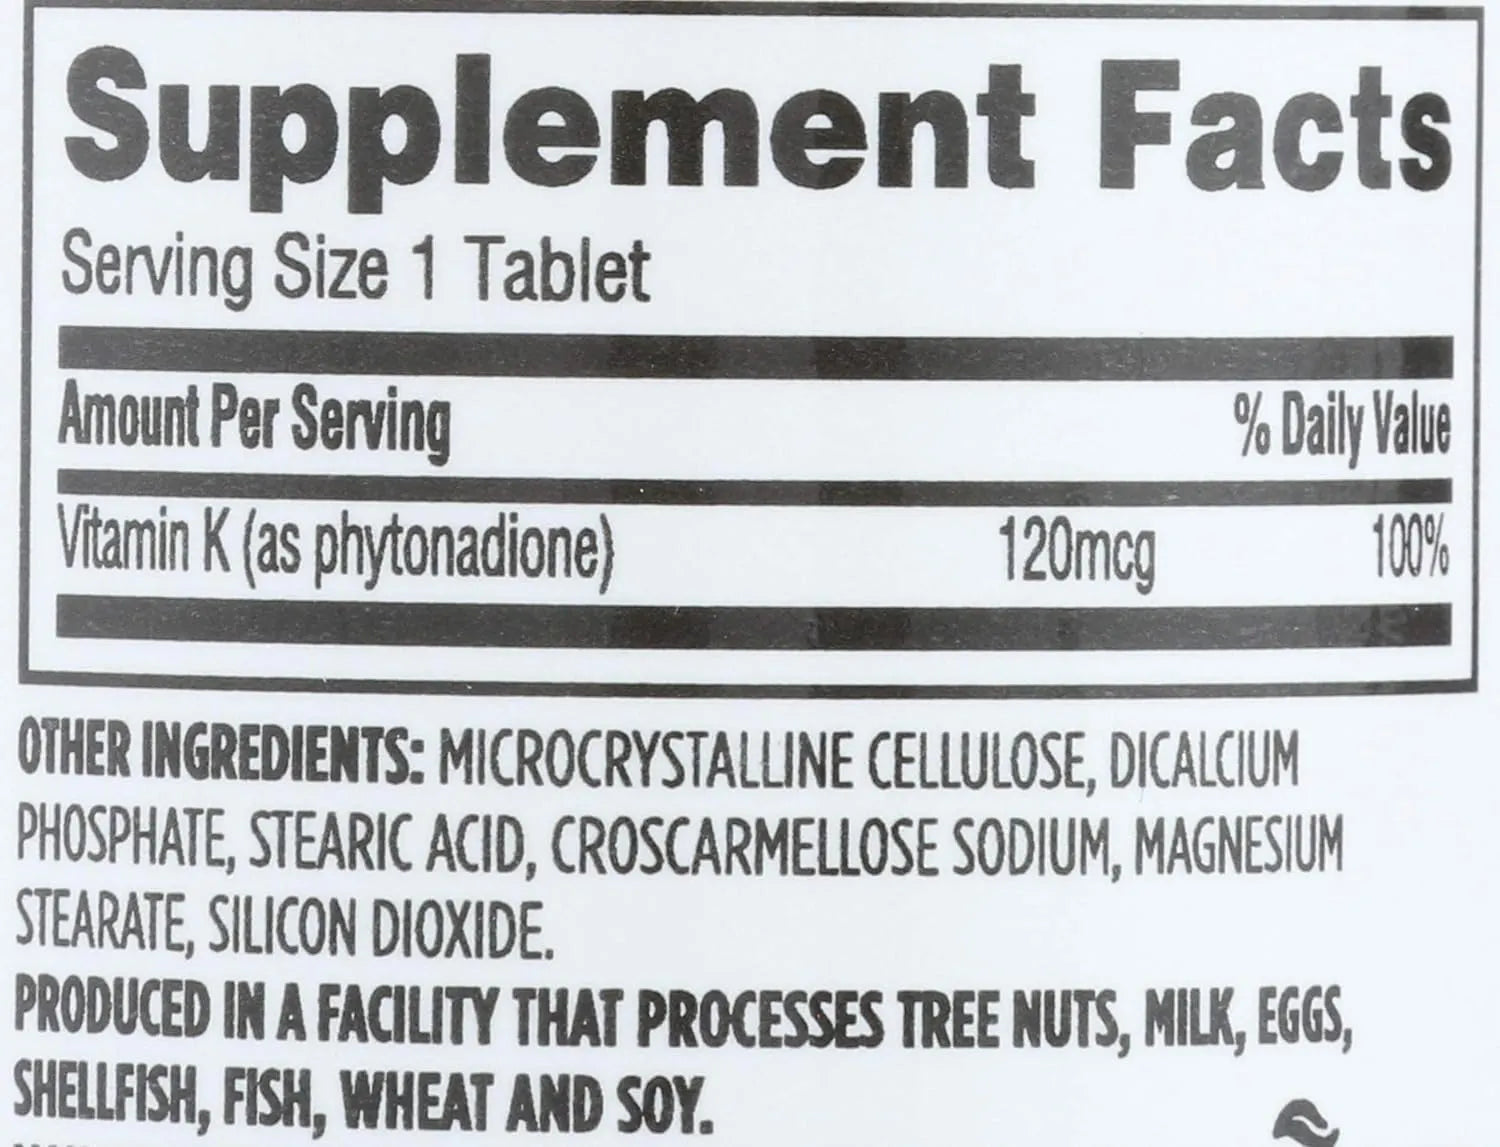 Supplement Facts
Serving Size 1 Tablet
Amount Per Serving % Daily Value
Vitamin K (as phytonadione) 120mcg 100%
OTHER INGREDIENTS: MICROCRYSTALLINE CELLULOSE, DICALCIUM
PHOSPHATE, STEARIC ACID, CROSCARMELLOSE SODIUM, MAGNESIUM
STEARATE, SILICON DIOXIDE.
PRODUCED IN A FACILITY THAT PROCESSES TREE NUTS, MILK, EGGS,
SHELLFISH, FISH, WHEAT AND SOY.